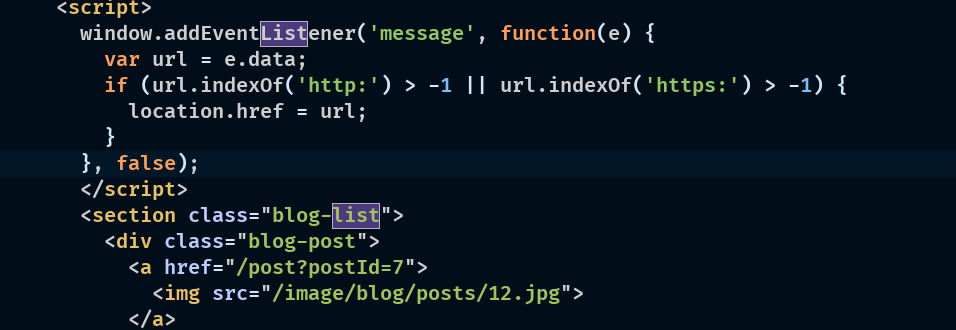 <script>
window.addEventListener('message', function(e) {
var url = e.data;
if (url.indexOf('http:') > -1 || url.indexOf('https:') > -1) {
location.href = url;
}
}, false);
</script>
<section class="blog-list">
<div class="blog-post">
<a href="/post?postId=7">
<img src="/image/blog/posts/12.jpg">
</a>